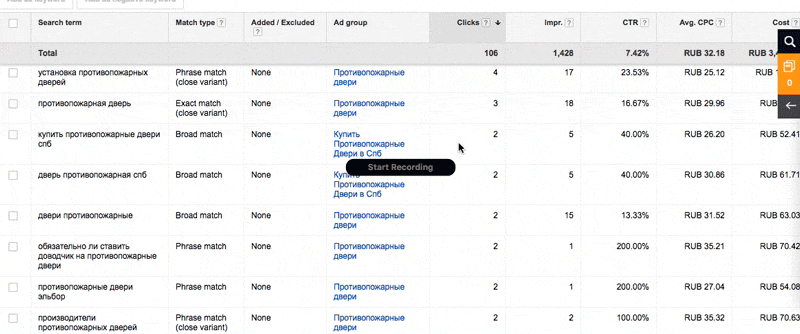 Search term Match type ? Added / Excluded ? Ad group Clicks ? Impr. ? CTR ? Avg. CPC ? Cost ?
Total 106 1,428 7.42% RUB 32.18 RUB 3,
установка противопожарных дверей Phrase match (close variant) None Противопожарные двери 4 17 23.53% RUB 25.12 RUB
противопожарная дверь Exact match (close variant) None Противопожарные двери 3 18 16.67% RUB 29.96 RUB
купить противопожарные двери спб Broad match None Купить Противопожарные Двери в Спб 2 5 40.00% RUB 26.20 RUB 52.41
Start Recording
дверь противопожарная спб Broad match None Купить Противопожарные Двери в Спб 2 5 40.00% RUB 30.86 RUB 61.71
двери противопожарные Broad match None Противопожарные двери 2 15 13.33% RUB 31.52 RUB 63.03
обязательно ли ставить доводчик на противопожарные двери Phrase match None Противопожарные двери 2 1 200.00% RUB 35.21 RUB 70.42
противопожарные двери эльбор Phrase match None Противопожарные двери 2 1 200.00% RUB 27.04 RUB 54.08
производители противопожарных дверей Phrase match (close variant) None Противопожарные двери 2 2 100.00% RUB 35.32 RUB 70.63
0